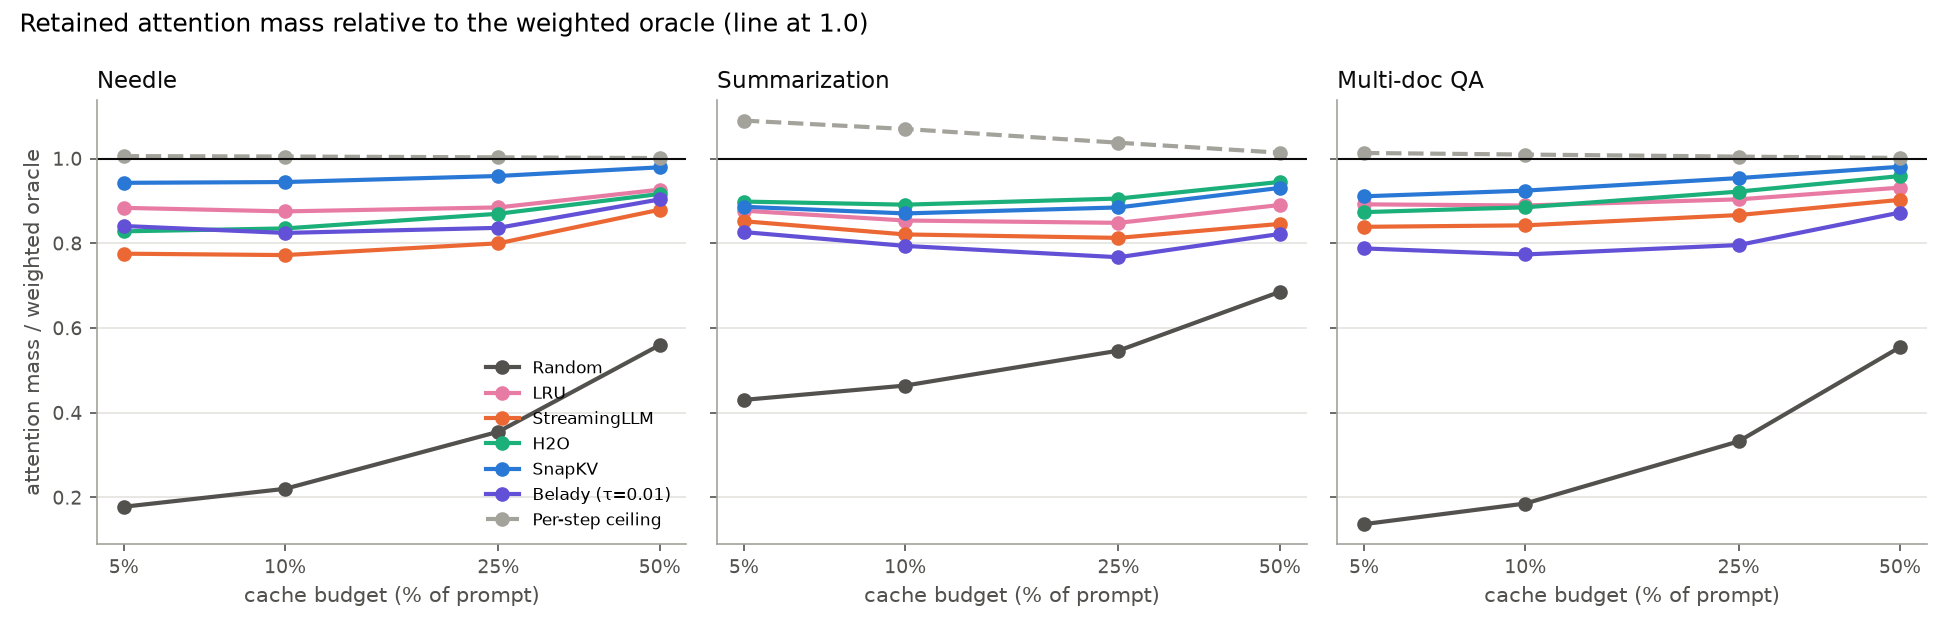 Retained attention mass relative to the weighted oracle (line at 1.0)
Needle
Summarization
Multi-doc QA
attention mass / weighted oracle
1.0
0.8
0.6
0.4
0.2
Random
LRU
StreamingLLM
H2O
SnapKV
Belady (τ=0.01)
Per-step ceiling
5% 10% 25% 50%
5% 10% 25% 50%
5% 10% 25% 50%
cache budget (% of prompt)
cache budget (% of prompt)
cache budget (% of prompt)